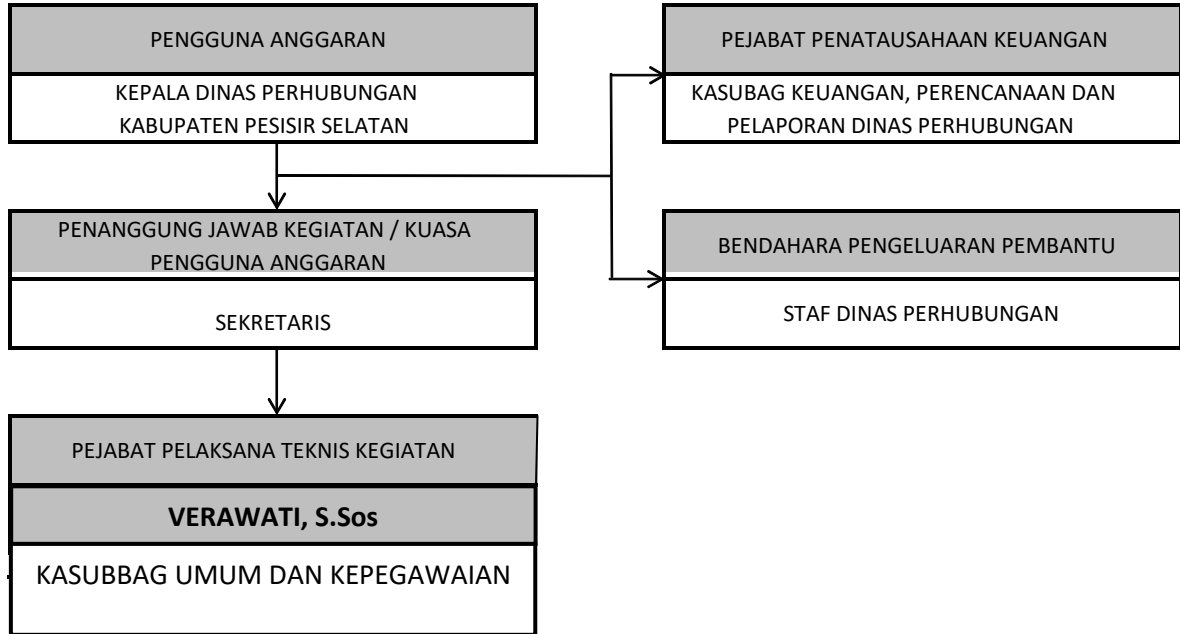 PENGGUNA ANGGARAN
KEPALA DINAS PERHUBUNGAN
KABUPATEN PESISIR SELATAN
PEJABAT PENATAUSAHAAN KEUANGAN
KASUBAG KEUANGAN, PERENCANAAN DAN
PELAPORAN DINAS PERHUBUNGAN
PENANGGUNG JAWAB KEGIATAN / KUASA
PENGGUNA ANGGARAN
SEKRETARIS
BENDAHARA PENGELUARAN PEMBANTU
STAF DINAS PERHUBUNGAN
PEJABAT PELAKSANA TEKNIS KEGIATAN
VERAWATI, S.Sos
KASUBBAG UMUM DAN KEPEGAWAIAN